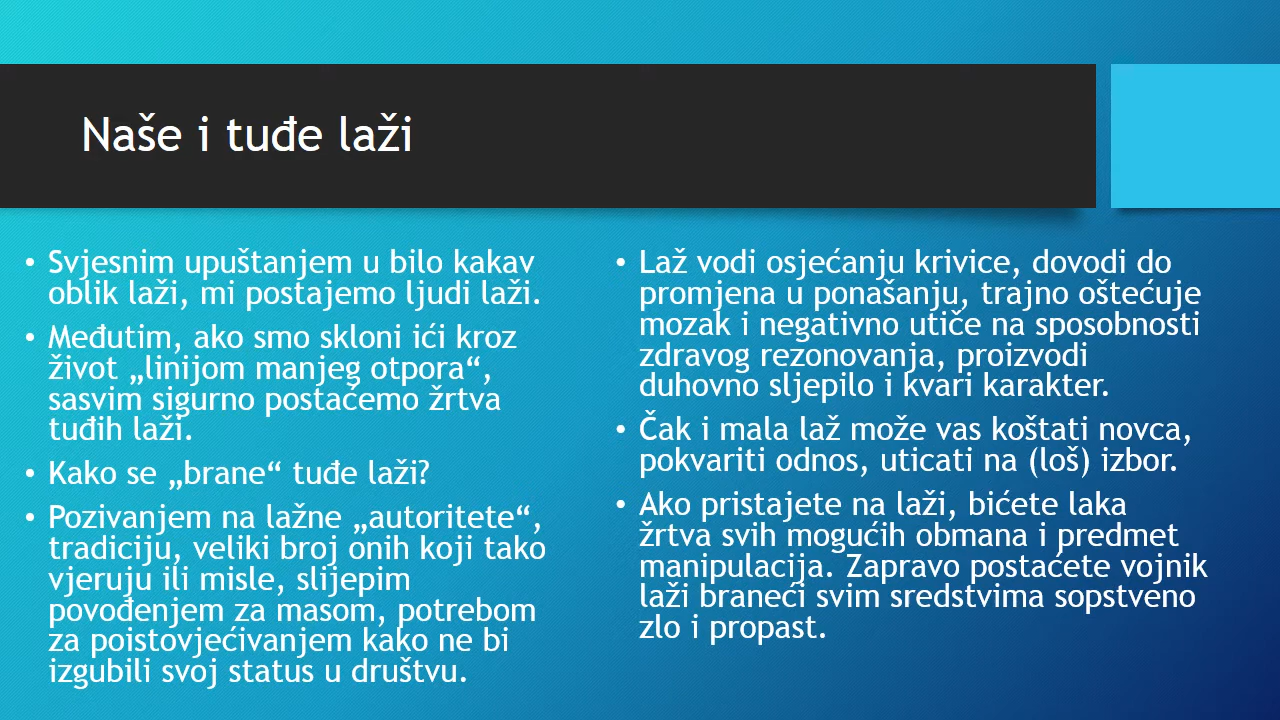 Naše i tuđe laži
• Svjesnim upuštanjem u bilo kakav
oblik laži, mi postajemo ljudi laži.
• Međutim, ako smo skloni ići kroz
život „linijom manjeg otpora“,
sasvim sigurno postaćemo žrtva
tuđih laži.
• Kako se „brane“ tuđe laži?
• Pozivanjem na lažne „autoritete“,
tradiciju, veliki broj onih koji tako
vjeruju ili misle, slijepim
povođenjem za masom, potrebom
za poistovjećivanjem kako ne bi
izgubili svoj status u društvu.
• Laž vodi osjećanju krivice, dovodi do
promjena u ponašanju, trajno oštećuje
mozak i negativno utiče na sposobnosti
zdravog rezonovanja, proizvodi
duhovno sljepilo i kvari karakter.
• Čak i mala laž može vas koštati novca,
pokvariti odnos, uticati na (loš) izbor.
• Ako pristajete na laži, bićete laka
žrtva svih mogućih obmana i predmet
manipulacija. Zapravo postaćete vojnik
laži braneći svim sredstvima sopstveno
zlo i propast.